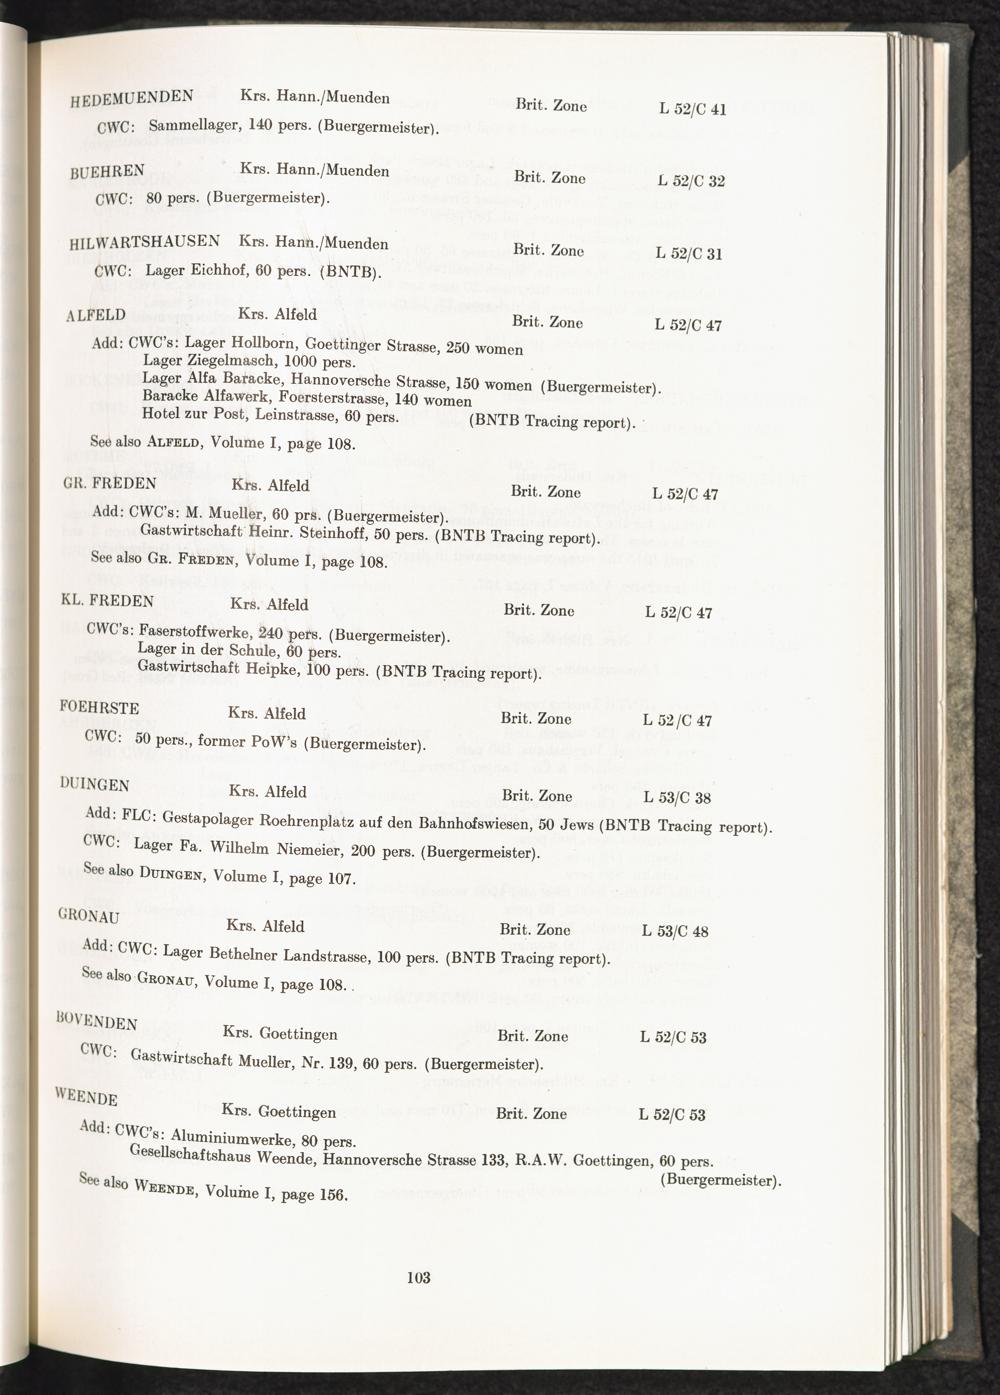 HEDEMUENDEN Krs. Hann./Muenden Brit. Zone L 52/C 41
CWC: Sammellager, 140 pers. (Buergermeister).
BUEHREN Krs. Hann./Muenden Brit. Zone L 52/C 32
CWC: 80 pers. (Buergermeister).
HILWARTSHAUSEN Krs. Hann./Muenden Brit. Zone L 52/C 31
CWC: Lager Eichhof, 60 pers. (BNTB).
ALFELD Krs. Alfeld Brit. Zone L 52/C 47
Add: CWC's: Lager Hollborn, Goettinger Strasse, 250 women
Lager Ziegelmasch, 1000 pers.
Lager Alfa Baracke, Hannoversche Strasse, 150 women (Buergermeister).
Baracke Alfawerk, Foersterstrasse, 140 women
Hotel zur Post, Leinstrasse, 60 pers. (BNTB Tracing report).
See also ALFELD, Volume I, page 108.
GR. FREDEN Krs. Alfeld Brit. Zone L 52/C 47
Add: CWC's: M. Mueller, 60 prs. (Buergermeister).
Gastwirtschaft Heinr. Steinhoff, 50 pers. (BNTB Tracing report).
See also GR. FREDEN, Volume I, page 108.
KL. FREDEN Krs. Alfeld Brit. Zone L 52/C 47
CWC's: Faserstoffwerke, 240 pers. (Buergermeister).
Lager in der Schule, 60 pers.
Gastwirtschaft Heipke, 100 pers. (BNTB Tracing report).
FOEHRSTE Krs. Alfeld Brit. Zone L 52/C 47
CWC: 50 pers., former PoW's (Buergermeister).
DUINGEN Krs. Alfeld Brit. Zone L 53/C 38
Add: FLC: Gestapolager Roehrenplatz auf den Bahnhofswiesen, 50 Jews (BNTB Tracing report).
CWC: Lager Fa. Wilhelm Niemeier, 200 pers. (Buergermeister).
See also DUINGEN, Volume I, page 107.
GRONAU Krs. Alfeld Brit. Zone L 53/C 48
Add: CWC: Lager Bethelner Landstrasse, 100 pers. (BNTB Tracing report).
See also GRONAU, Volume I, page 108.
BOVENDEN Krs. Goettingen Brit. Zone L 52/C 53
CWC: Gastwirtschaft Mueller, Nr. 139, 60 pers. (Buergermeister).
WEENDE Krs. Goettingen Brit. Zone L 52/C 53
Add: CWC's: Aluminiumwerke, 80 pers.
Gesellschaftshaus Weende, Hannoversche Strasse 133, R.A.W. Goettingen, 60 pers.
(Buergermeister).
See also WEENDE, Volume I, page 156.
103